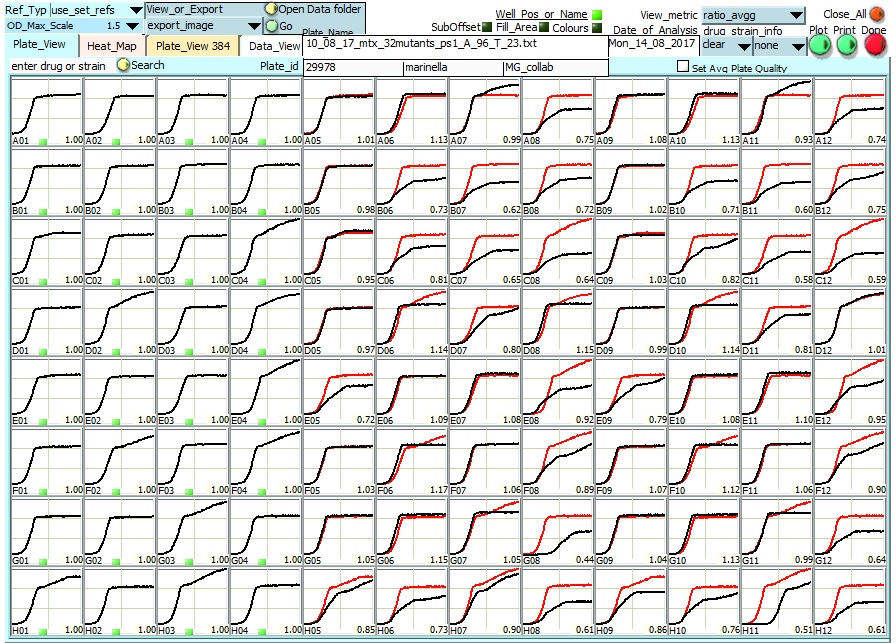 Ref_Typ use_set_refs View_or_Export Open Data folder Well_Pos_or_Name View_metric ratio_avgg Close_All
OD_Max_Scale 1.5 export_image Go Plate_Name SubOffset Fill_Area Colours Date_of_Analysis drug_strain_info Plot Print Done
Plate_View Heat_Map Plate_View 384 Data_View 10_08_17_mtx_32mutants_ps1_A_96_T_23.txt Mon_14_08_2017 clear none
enter drug or strain Search Plate_id 29978 marinella MG_collab Set Avg Plate Quality
A01 1.00 A02 1.00 A03 1.00 A04 1.00 A05 1.01 A06 1.13 A07 0.99 A08 0.75 A09 1.08 A10 1.13 A11 0.93 A12 0.74
B01 1.00 B02 1.00 B03 1.00 B04 1.00 B05 0.98 B06 0.73 B07 0.62 B08 0.72 B09 1.02 B10 0.71 B11 0.60 B12 0.75
C01 1.00 C02 1.00 C03 1.00 C04 1.00 C05 0.95 C06 0.81 C07 0.65 C08 0.64 C09 1.03 C10 0.82 C11 0.58 C12 0.59
D01 1.00 D02 1.00 D03 1.00 D04 1.00 D05 0.97 D06 1.14 D07 0.80 D08 1.15 D09 0.99 D10 1.14 D11 0.81 D12 1.01
E01 1.00 E02 1.00 E03 1.00 E04 1.00 E05 0.72 E06 1.09 E07 1.08 E08 0.92 E09 0.79 E10 1.08 E11 1.10 E12 0.95
F01 1.00 F02 1.00 F03 1.00 F04 1.00 F05 1.03 F06 1.17 F07 1.06 F08 0.89 F09 1.07 F10 1.12 F11 1.06 F12 0.90
G01 1.00 G02 1.00 G03 1.00 G04 1.00 G05 1.05 G06 1.15 G07 1.05 G08 0.44 G09 1.04 G10 1.13 G11 0.99 G12 0.64
H01 1.00 H02 1.00 H03 1.00 H04 1.00 H05 0.85 H06 0.73 H07 0.90 H08 0.61 H09 0.86 H10 0.76 H11 0.51 H12 0.61